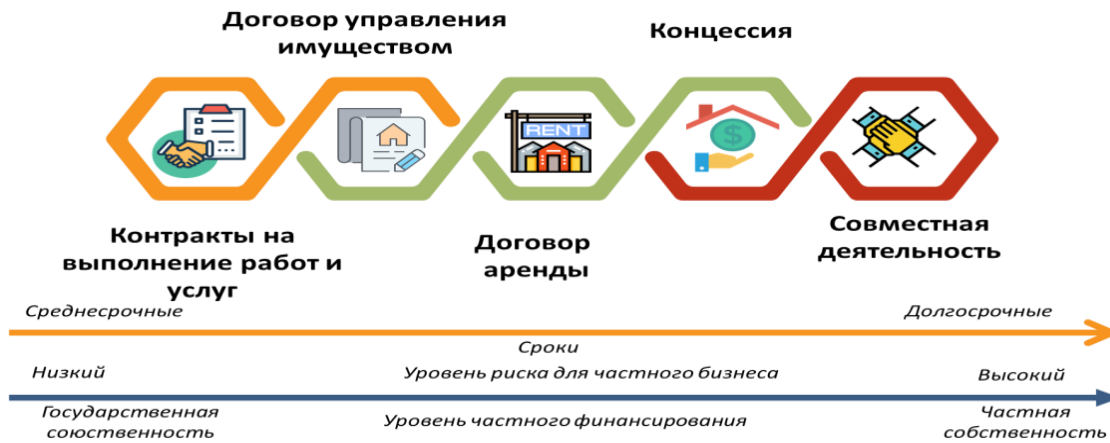 Договор управления
имуществом
Концессия
RENT
$
Контракты на
выполнение работ и
услуг
Договор
аренды
Совместная
деятельность
Среднесрочные
Долгосрочные
Сроки
Низкий
Уровень риска для частного бизнеса
Высокий
Государственная
союственность
Уровень частного финансирования
Частная
собственность